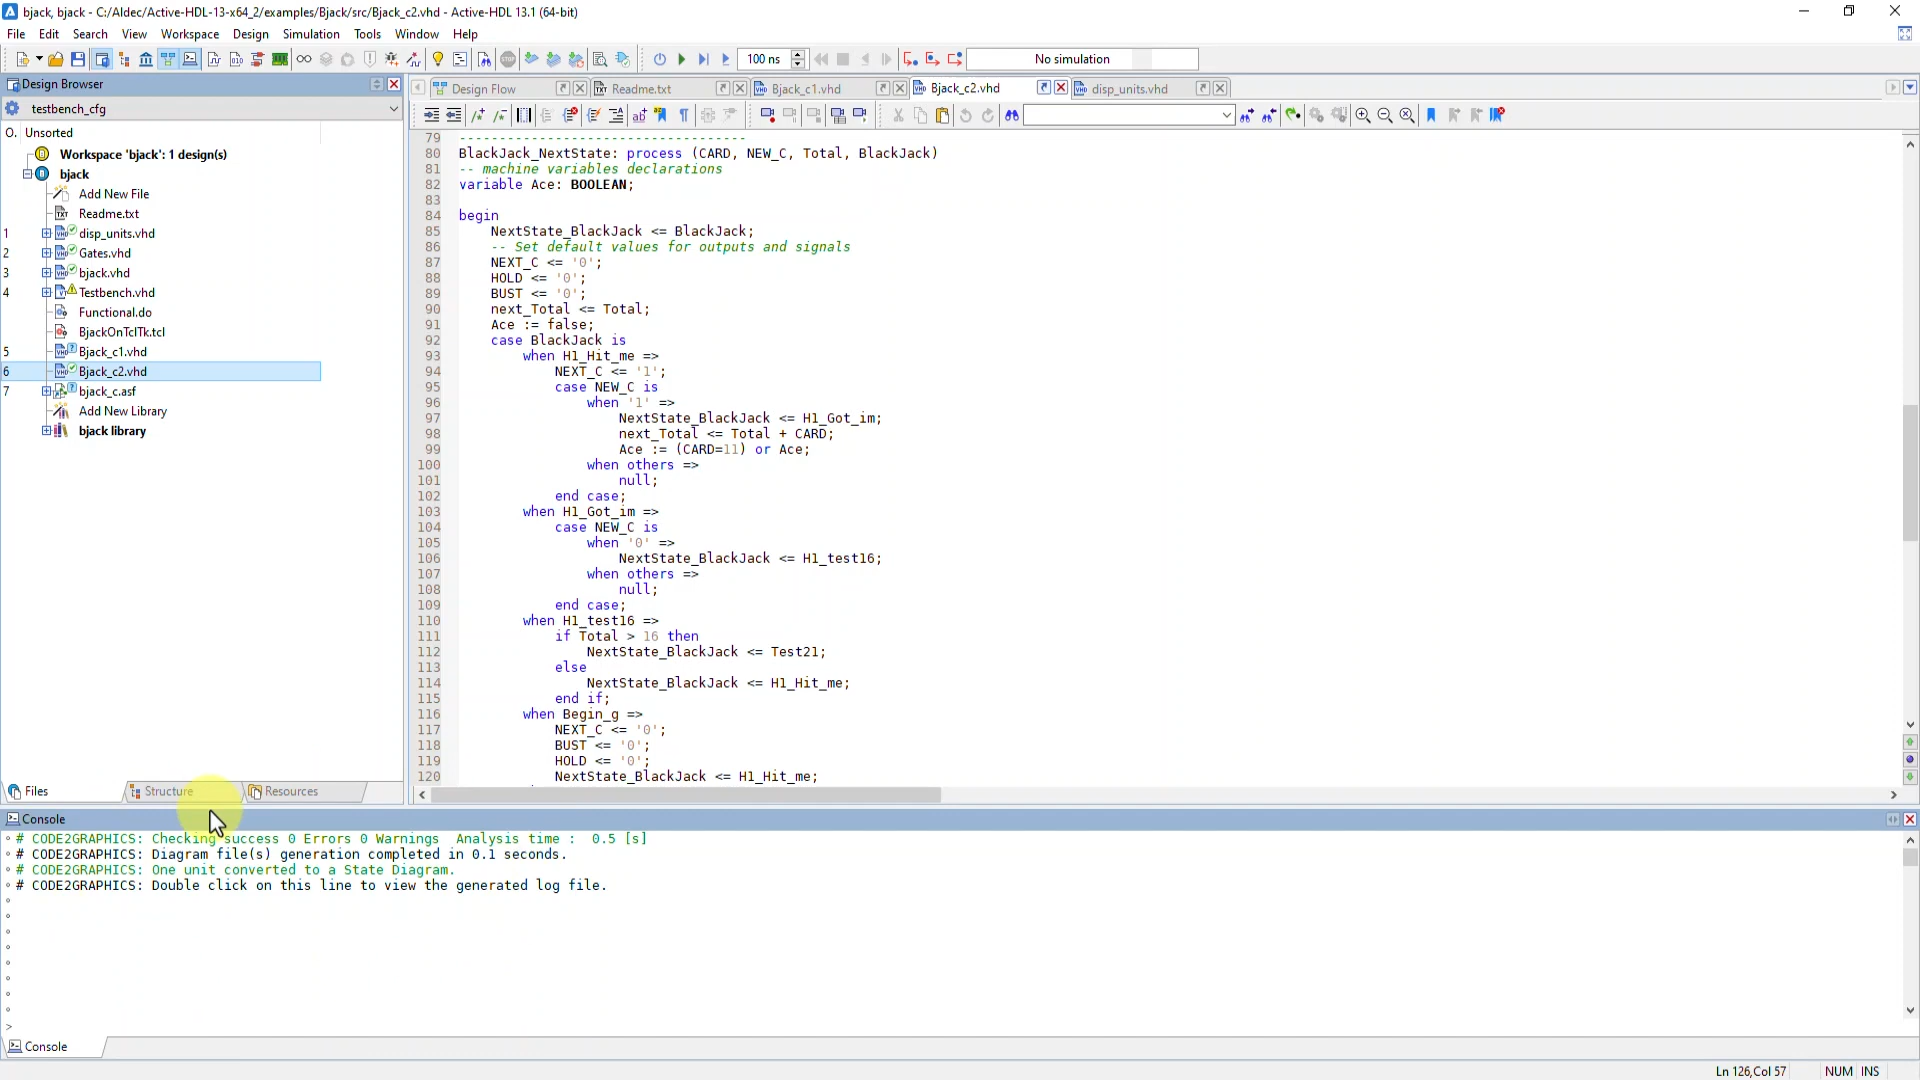 bjack, bjack - C:/Aldec/Active-HDL-13-x64_2/examples/Bjack/src/Bjack_c2.vhd - Active-HDL 13.1 (64-bit)
File Edit Search View Workspace Design Simulation Tools Window Help
100 ns
No simulation
Design Browser
Design Flow
Readme.txt
Bjack_c1.vhd
Bjack_c2.vhd
disp_units.vhd
testbench_cfg
O. Unsorted
Workspace 'bjack': 1 design(s)
bjack
Add New File
Readme.txt
1 disp_units.vhd
2 Gates.vhd
3 bjack.vhd
4 Testbench.vhd
Functional.do
BjackOnTclTk.tcl
5 Bjack_c1.vhd
6 Bjack_c2.vhd
7 bjack_c.asf
Add New Library
bjack library
Files Structure Resources
79 ------------------------------------
80 BlackJack_NextState: process (CARD, NEW_C, Total, BlackJack)
81 -- machine variables declarations
82 variable Ace: BOOLEAN;
83
84 begin
85 NextState_BlackJack <= BlackJack;
86 -- Set default values for outputs and signals
87 NEXT_C <= '0';
88 HOLD <= '0';
89 BUST <= '0';
90 next_Total <= Total;
91 Ace := false;
92 case BlackJack is
93 when H1_Hit_me =>
94 NEXT_C <= '1';
95 case NEW_C is
96 when '1' =>
97 NextState_BlackJack <= H1_Got_im;
98 next_Total <= Total + CARD;
99 Ace := (CARD=11) or Ace;
100 when others =>
101 null;
102 end case;
103 when H1_Got_im =>
104 case NEW_C is
105 when '0' =>
106 NextState_BlackJack <= H1_test16;
107 when others =>
108 null;
109 end case;
110 when H1_test16 =>
111 if Total > 16 then
112 NextState_BlackJack <= Test21;
113 else
114 NextState_BlackJack <= H1_Hit_me;
115 end if;
116 when Begin_g =>
117 NEXT_C <= '0';
118 BUST <= '0';
119 HOLD <= '0';
120 NextState_BlackJack <= H1_Hit_me;
Console
# CODE2GRAPHICS: Checking success 0 Errors 0 Warnings  Analysis time :  0.5 [s]
# CODE2GRAPHICS: Diagram file(s) generation completed in 0.1 seconds.
# CODE2GRAPHICS: One unit converted to a State Diagram.
# CODE2GRAPHICS: Double click on this line to view the generated log file.
>
Console
Ln 126,Col 57 NUM INS